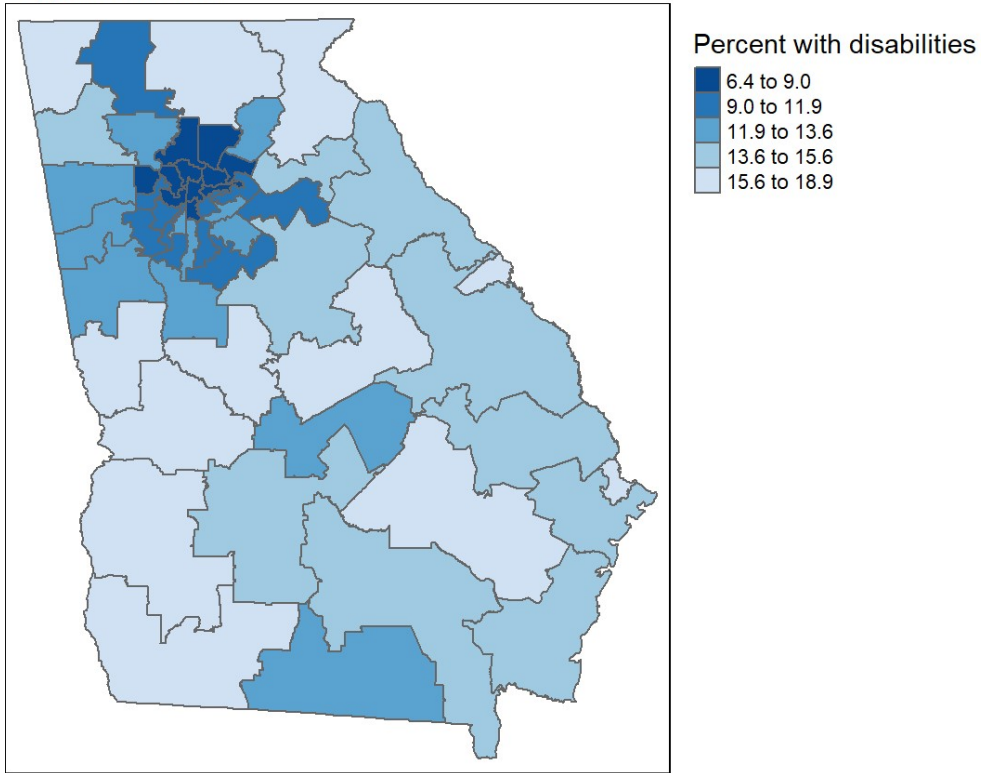 Percent with disabilities
6.4 to 9.0
9.0 to 11.9
11.9 to 13.6
13.6 to 15.6
15.6 to 18.9